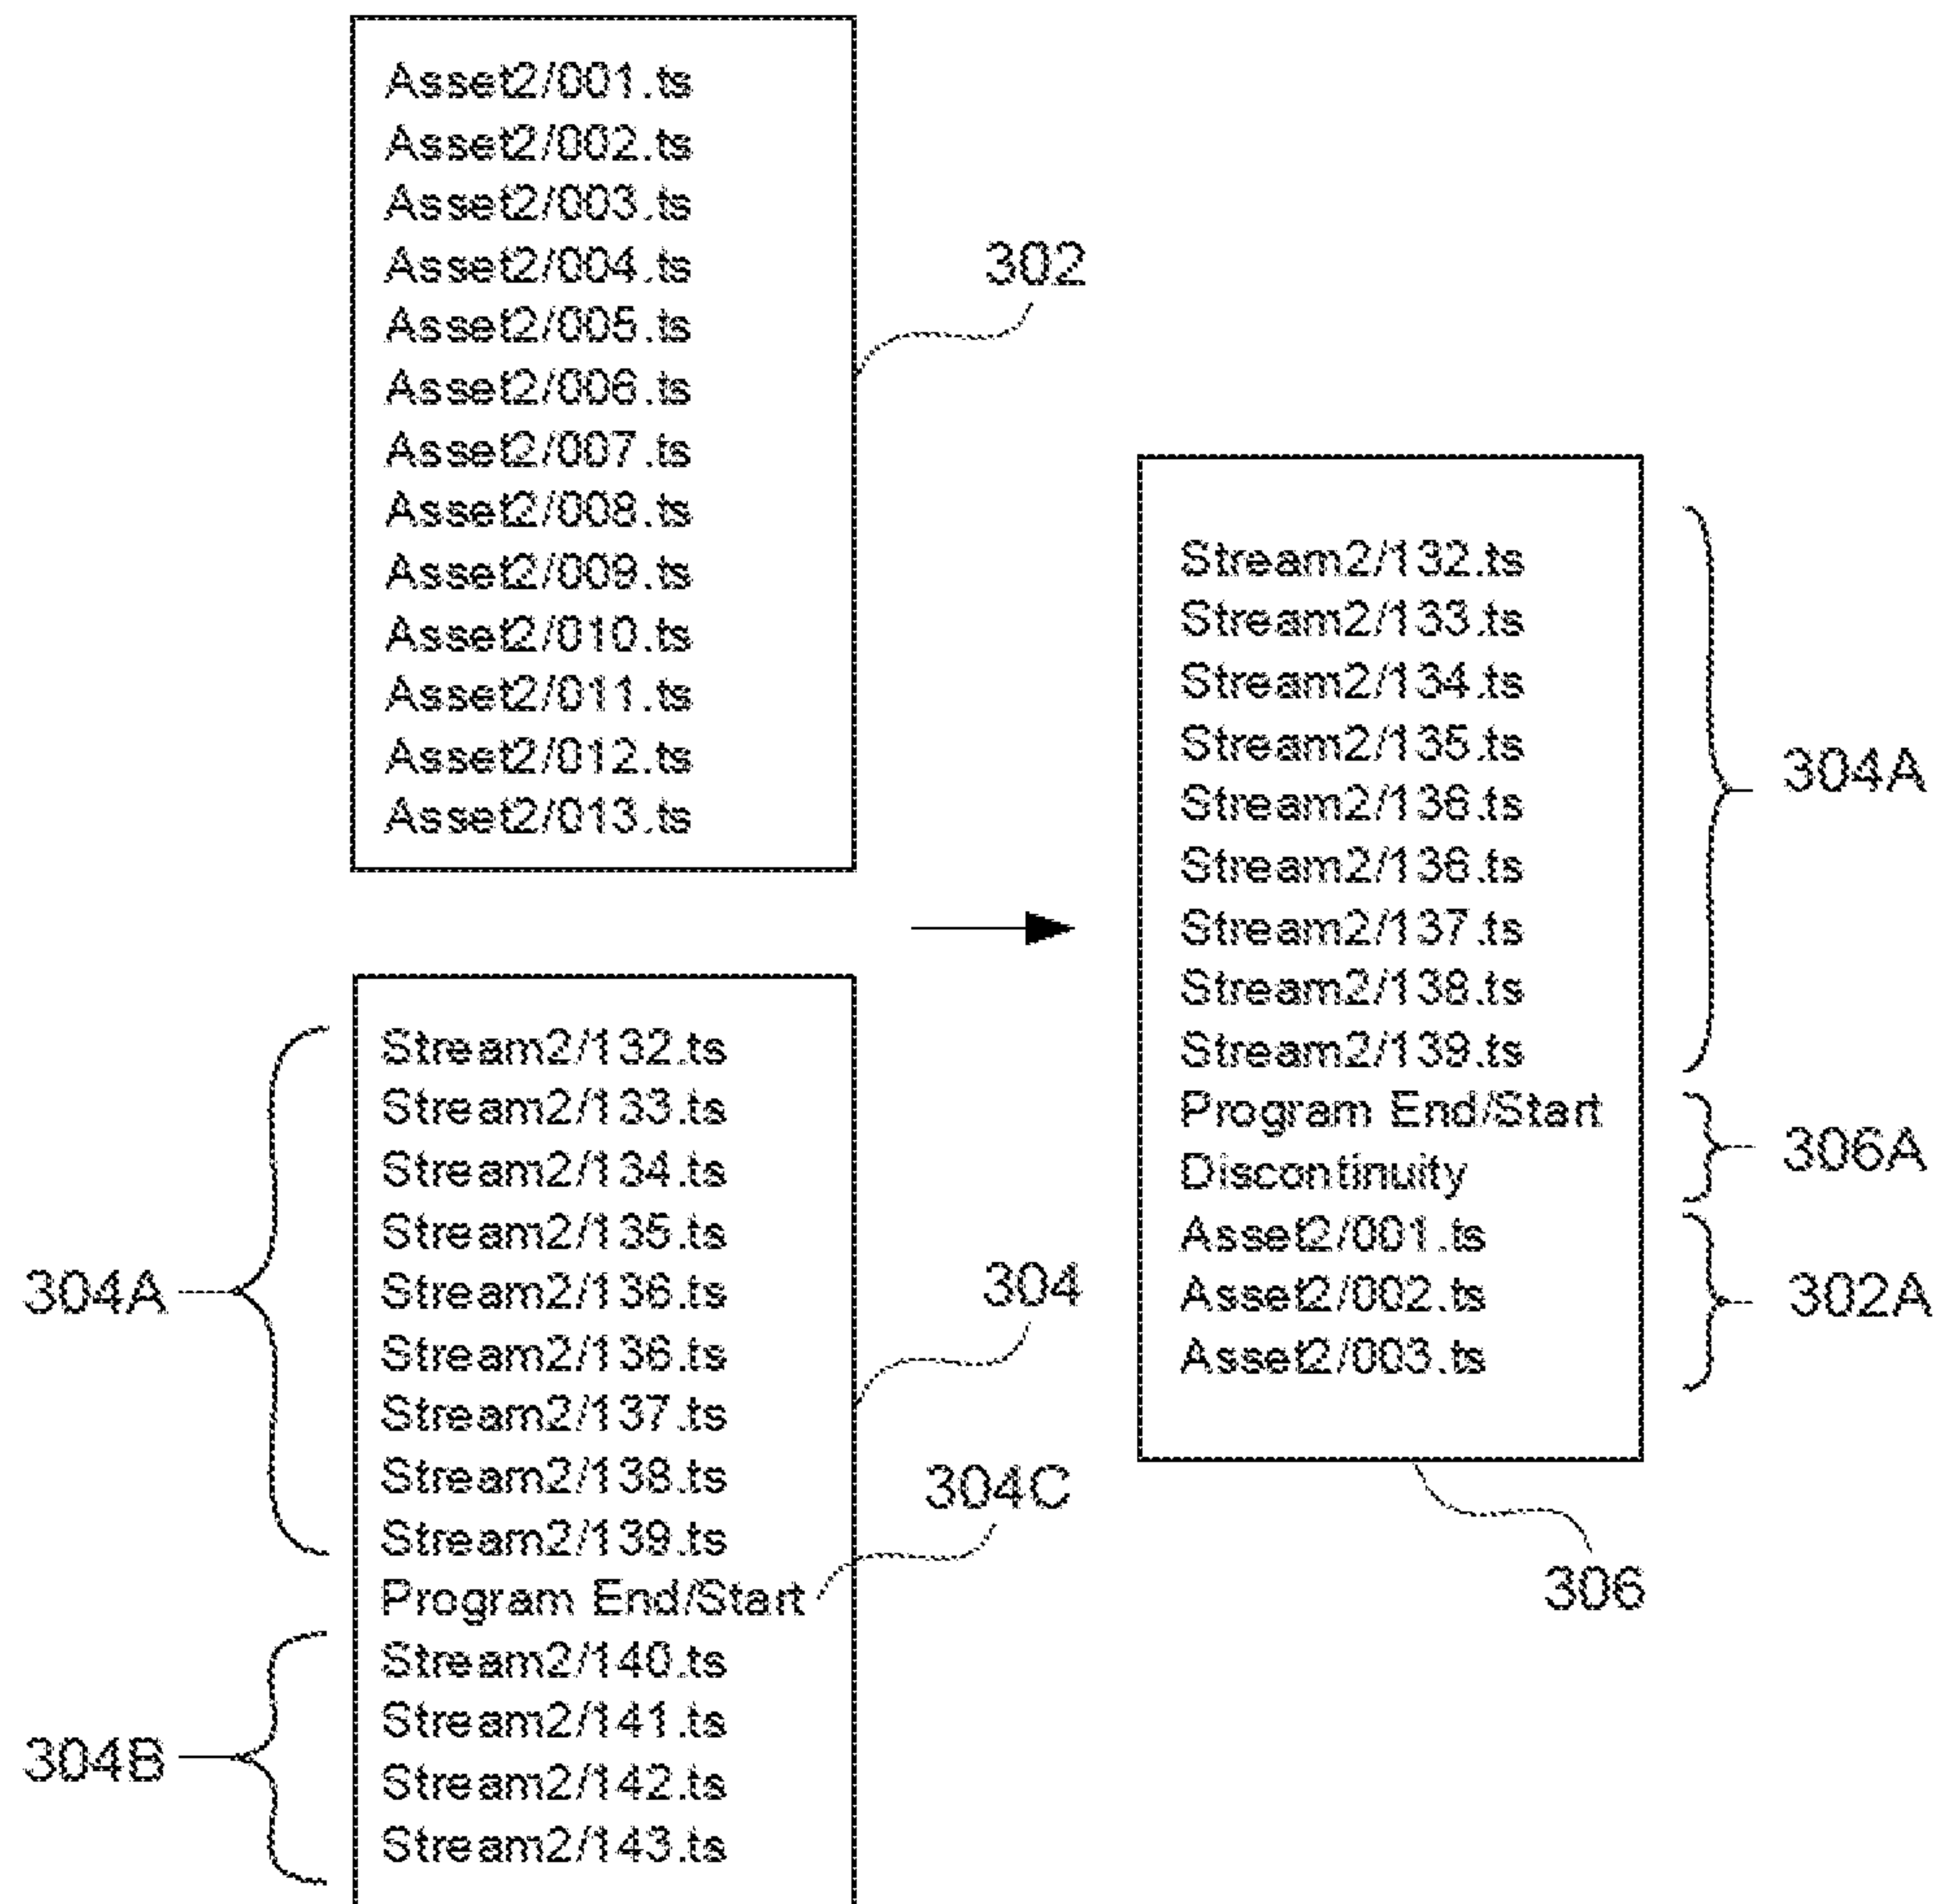 Asset2/001.ts
Asset2/002.ts
Asset2/003.ts
Asset2/004.ts
Asset2/005.ts
Asset2/006.ts
Asset2/007.ts
Asset2/008.ts
Asset2/009.ts
Asset2/010.ts
Asset2/011.ts
Asset2/012.ts
Asset2/013.ts
302
Stream2/132.ts
Stream2/133.ts
Stream2/134.ts
Stream2/135.ts
Stream2/136.ts
Stream2/136.ts
Stream2/137.ts
Stream2/138.ts
Stream2/139.ts
Program End/Start
Stream2/140.ts
Stream2/141.ts
Stream2/142.ts
Stream2/143.ts
304A
304B
304
304C
Stream2/132.ts
Stream2/133.ts
Stream2/134.ts
Stream2/135.ts
Stream2/136.ts
Stream2/136.ts
Stream2/137.ts
Stream2/138.ts
Stream2/139.ts
Program End/Start
Discontinuity
Asset2/001.ts
Asset2/002.ts
Asset2/003.ts
304A
306A
302A
306